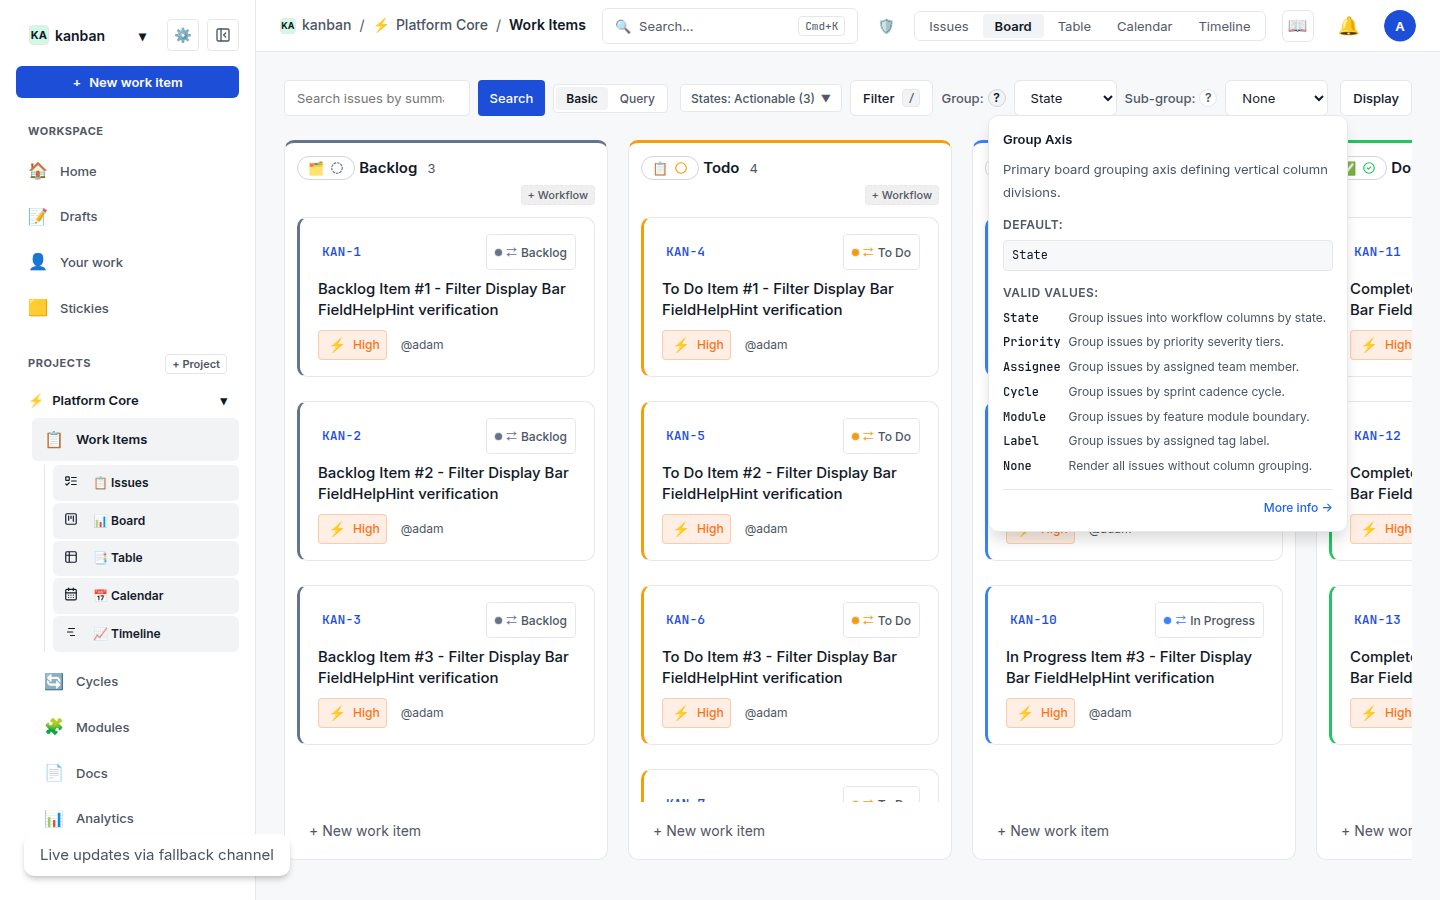 KA kanban ▼
+ New work item
WORKSPACE
Home
Drafts
Your work
Stickies
PROJECTS
+ Project
Platform Core ▼
Work Items
Issues
Board
Table
Calendar
Timeline
Cycles
Modules
Docs
Analytics
Live updates via fallback channel
KA kanban / Platform Core / Work Items
Search... Cmd+K
Issues Board Table Calendar Timeline
A
Search issues by summa
Search
Basic Query
States: Actionable (3) ▼
Filter /
Group: ? State
Sub-group: ? None
Display
Backlog 3
+ Workflow
KAN-1 Backlog
Backlog Item #1 - Filter Display Bar
FieldHelpHint verification
High @adam
KAN-2 Backlog
Backlog Item #2 - Filter Display Bar
FieldHelpHint verification
High @adam
KAN-3 Backlog
Backlog Item #3 - Filter Display Bar
FieldHelpHint verification
High @adam
+ New work item
Todo 4
+ Workflow
KAN-4 To Do
To Do Item #1 - Filter Display Bar
FieldHelpHint verification
High @adam
KAN-5 To Do
To Do Item #2 - Filter Display Bar
FieldHelpHint verification
High @adam
KAN-6 To Do
To Do Item #3 - Filter Display Bar
FieldHelpHint verification
High @adam
KAN-7 To Do
+ New work item
Group Axis
Primary board grouping axis defining vertical column
divisions.
DEFAULT:
State
VALID VALUES:
State Group issues into workflow columns by state.
Priority Group issues by priority severity tiers.
Assignee Group issues by assigned team member.
Cycle Group issues by sprint cadence cycle.
Module Group issues by feature module boundary.
Label Group issues by assigned tag label.
None Render all issues without column grouping.
More info →
High @adam
KAN-10 In Progress
In Progress Item #3 - Filter Display
Bar FieldHelpHint verification
High @adam
+ New work item
Do
KAN-11
Complete
Bar Field
High
KAN-12
Complete
Bar Field
High
KAN-13
Complete
Bar Field
High
+ New wor